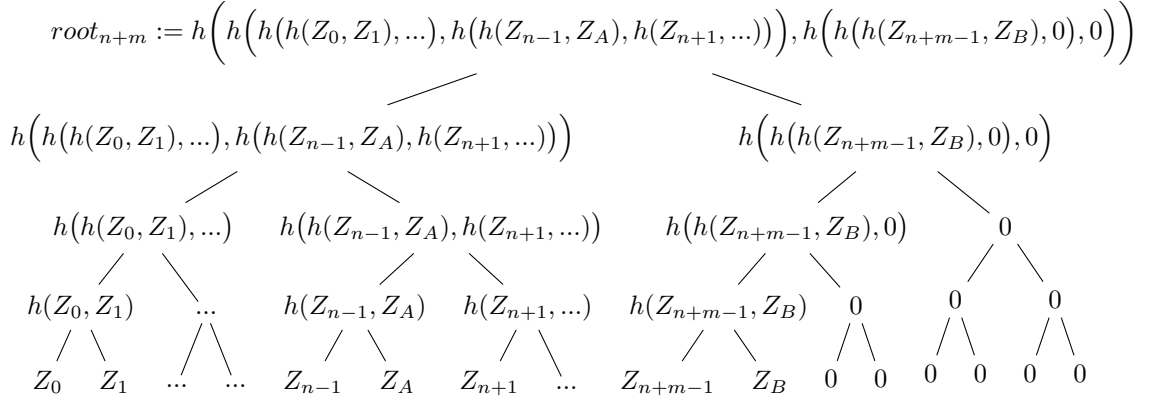 root_{n+m} := h(h(h(h(Z_0, Z_1), ...), h(h(Z_{n-1}, Z_A), h(Z_{n+1}, ...))), h(h(h(Z_{n+m-1}, Z_B), 0), 0))
h(h(h(Z_0, Z_1), ...), h(h(Z_{n-1}, Z_A), h(Z_{n+1}, ...))) h(h(h(Z_{n+m-1}, Z_B), 0), 0)
h(h(Z_0, Z_1), ...) h(h(Z_{n-1}, Z_A), h(Z_{n+1}, ...)) h(h(Z_{n+m-1}, Z_B), 0) 0
h(Z_0, Z_1) ... h(Z_{n-1}, Z_A) h(Z_{n+1}, ...) h(Z_{n+m-1}, Z_B) 0 0 0
Z_0 Z_1 ... ... Z_{n-1} Z_A Z_{n+1} ... Z_{n+m-1} Z_B 0 0 0 0 0 0